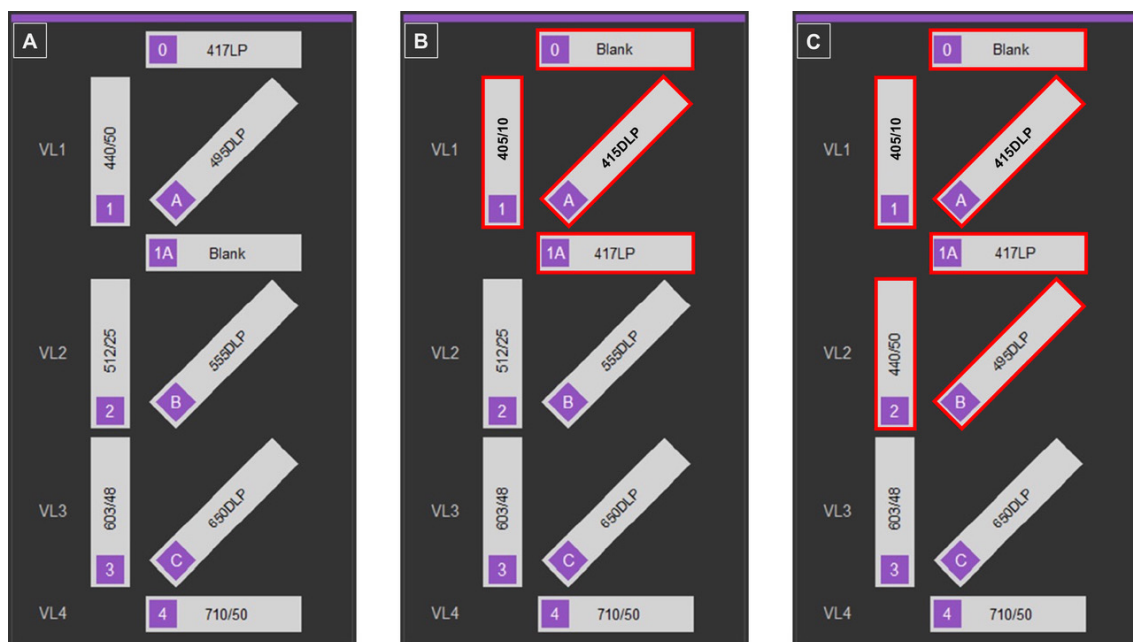 A
0 417LP
VL1
440/50
1
495DLP
A
1A Blank
VL2
512/25
2
555DLP
B
VL3
603/48
3
650DLP
C
VL4
4 710/50
B
0 Blank
VL1
405/10
1
415DLP
A
1A 417LP
VL2
512/25
2
555DLP
B
VL3
603/48
3
650DLP
C
VL4
4 710/50
C
0 Blank
VL1
405/10
1
415DLP
A
1A 417LP
VL2
440/50
2
495DLP
B
VL3
603/48
3
650DLP
C
VL4
4 710/50